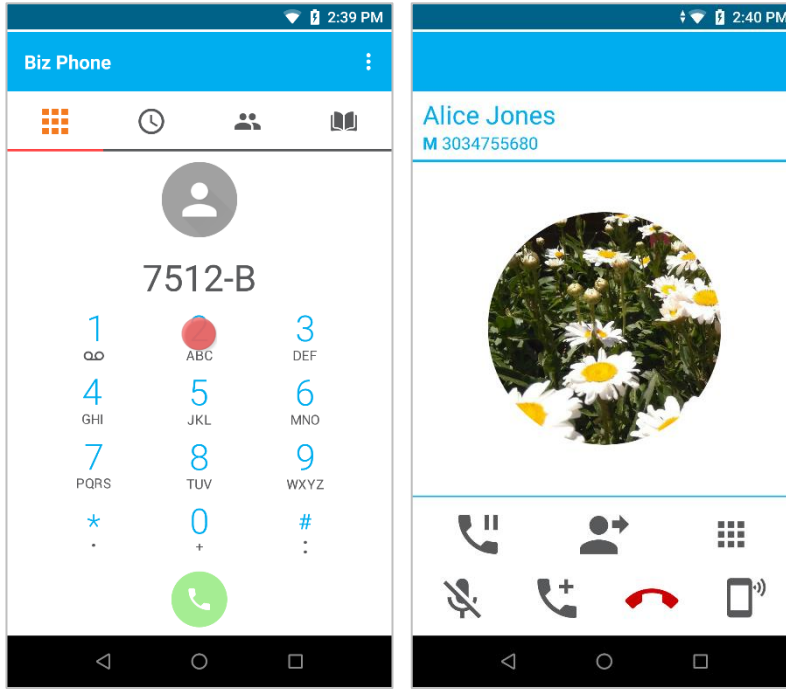 2:39 PM
Biz Phone
7512-B
1 2 3
ABC DEF
4 5 6
GHI JKL MNO
7 8 9
PQRS TUV WXYZ
* 0 #
. + :
2:40 PM
Alice Jones
M 3034755680